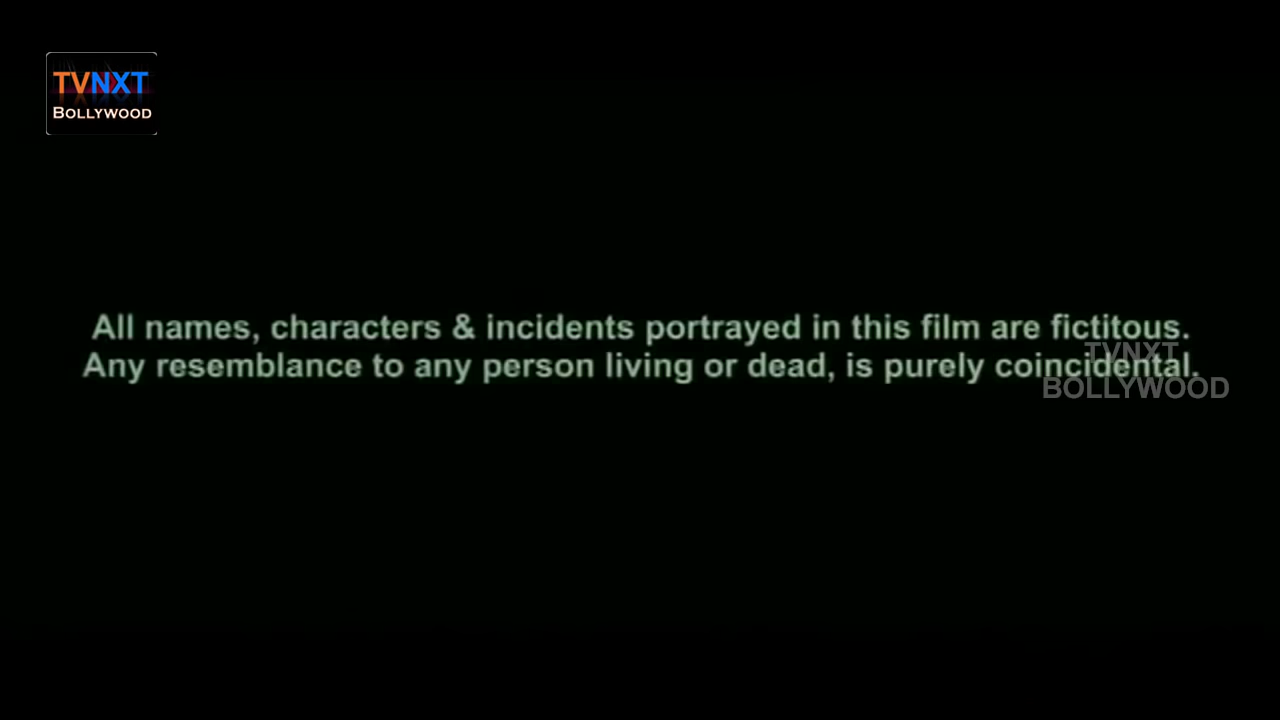 TVNXT
BOLLYWOOD
All names, characters & incidents portrayed in this film are fictitous.
Any resemblance to any person living or dead, is purely coincidental.
TVNXT
BOLLYWOOD